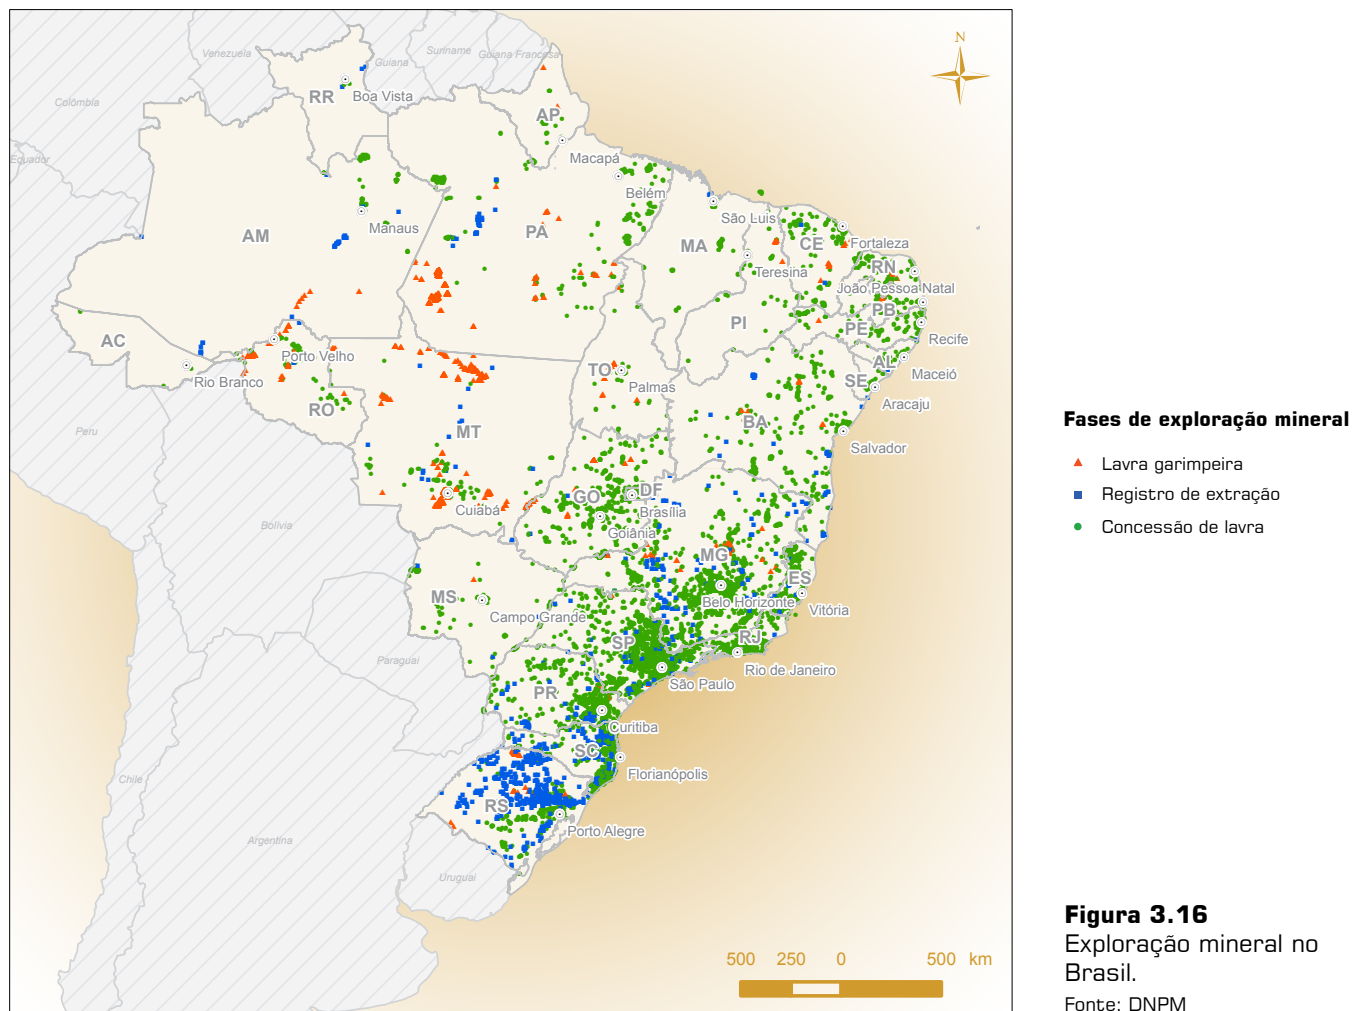 N
Venezuela
Suriname
Guiana Francesa
Guiana
Colômbia
Equador
Peru
Bolívia
Paraguai
Chile
Argentina
Uruguai
RR
Boa Vista
AP
Macapá
Belém
AM
Manaus
PA
São Luis
MA
CE
Fortaleza
Teresina
RN
João Pessoa
Natal
PB
PI
PE
Recife
AC
Porto Velho
Rio Branco
RO
TO
Palmas
AL
Maceió
SE
Aracaju
MT
BA
Salvador
Cuiabá
GO
DF
Brasília
Goiânia
MG
ES
Belo Horizonte
Vitória
MS
Campo Grande
SP
RJ
Rio de Janeiro
São Paulo
PR
Curitiba
SC
Florianópolis
RS
Porto Alegre
500 250 0 500 km
Fases de exploração mineral
Lavra garimpeira
Registro de extração
Concessão de lavra
Figura 3.16
Exploração mineral no
Brasil.
Fonte: DNPM